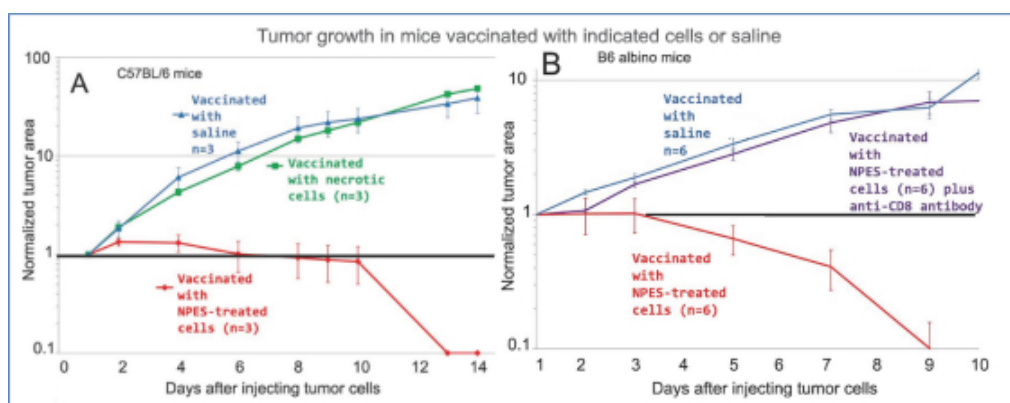 Tumor growth in mice vaccinated with indicated cells or saline
A
C57BL/6 mice
Normalized tumor area
100
10
1
0.1
Vaccinated
with
saline
n=3
Vaccinated
with necrotic
cells (n=3)
Vaccinated
with
NPES-treated
cells (n=3)
0 2 4 6 8 10 12 14
Days after injecting tumor cells
B
B6 albino mice
Normalized tumor area
10
1
0.1
Vaccinated
with
saline
n=6
Vaccinated
with
NPES-treated
cells (n=6) plus
anti-CD8 antibody
Vaccinated
with
NPES-treated
cells (n=6)
1 2 3 4 5 6 7 8 9 10
Days after injecting tumor cells